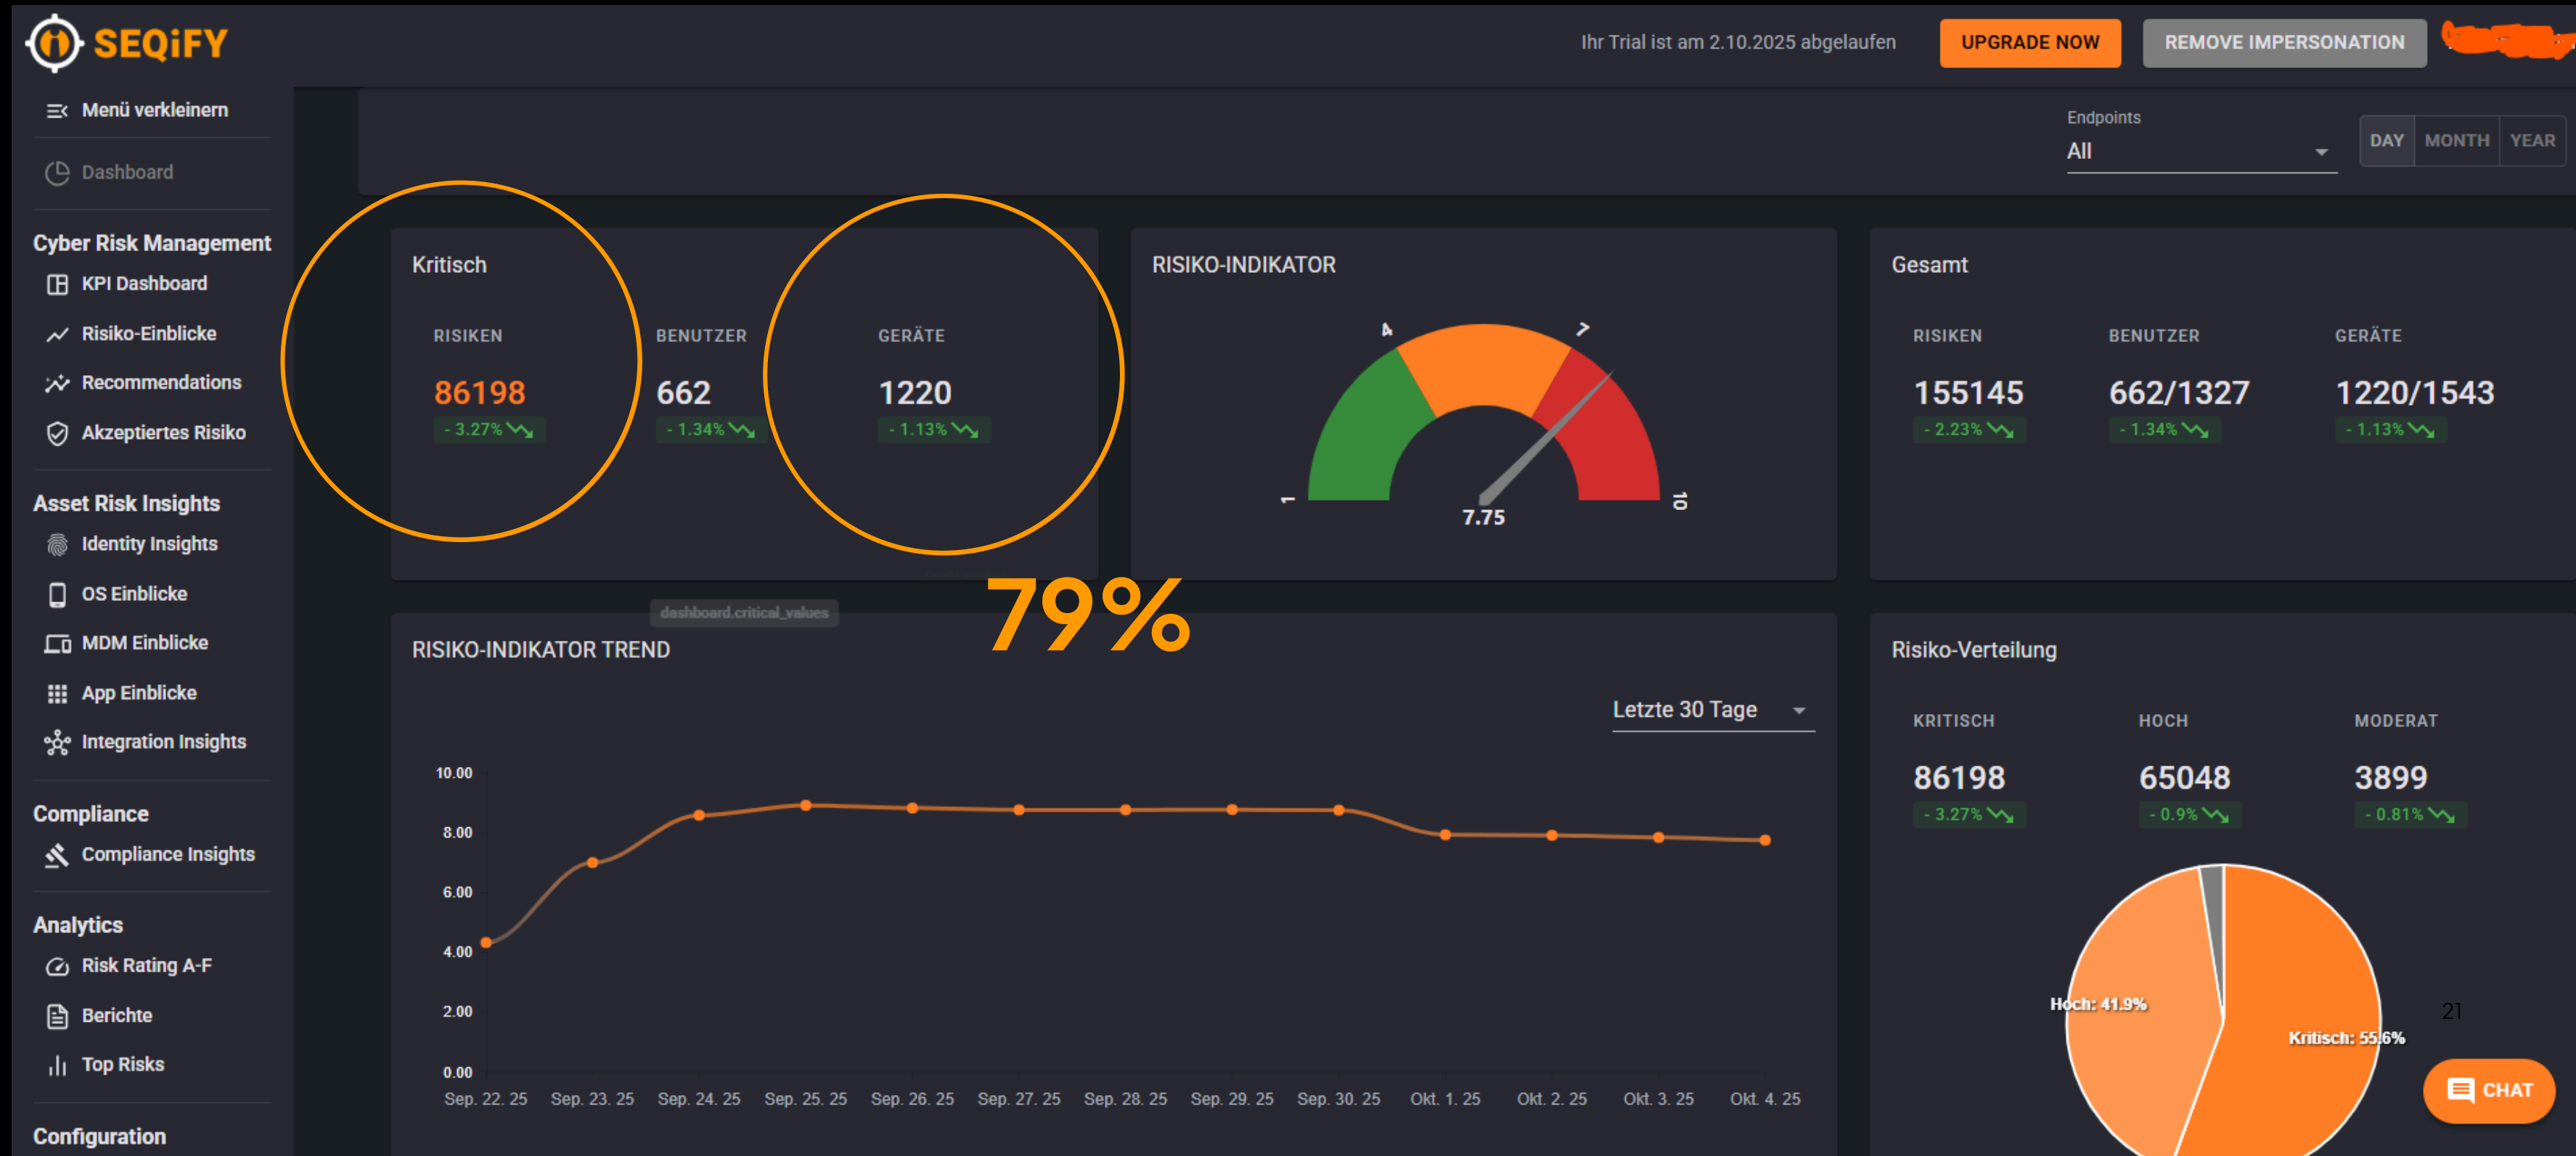 SEQiFY
Ihr Trial ist am 2.10.2025 abgelaufen
UPGRADE NOW
REMOVE IMPERSONATION
Menü verkleinern
Dashboard
Cyber Risk Management
KPI Dashboard
Risiko-Einblicke
Recommendations
Akzeptiertes Risiko
Asset Risk Insights
Identity Insights
OS Einblicke
MDM Einblicke
App Einblicke
Integration Insights
Compliance
Compliance Insights
Analytics
Risk Rating A-F
Berichte
Top Risks
Configuration
Endpoints
All
DAY MONTH YEAR
Kritisch
RISIKEN BENUTZER GERÄTE
86198 662 1220
- 3.27% - 1.34% - 1.13%
RISIKO-INDIKATOR
1 4 7 10
7.75
Gesamt
RISIKEN BENUTZER GERÄTE
155145 662/1327 1220/1543
- 2.23% - 1.34% - 1.13%
79%
dashboard.critical_values
RISIKO-INDIKATOR TREND
Letzte 30 Tage
10.00
8.00
6.00
4.00
2.00
0.00
Sep. 22. 25 Sep. 23. 25 Sep. 24. 25 Sep. 25. 25 Sep. 26. 25 Sep. 27. 25 Sep. 28. 25 Sep. 29. 25 Sep. 30. 25 Okt. 1. 25 Okt. 2. 25 Okt. 3. 25 Okt. 4. 25
Risiko-Verteilung
KRITISCH HOCH MODERAT
86198 65048 3899
- 3.27% - 0.9% - 0.81%
Hoch: 41.9%
Kritisch: 55.6%
21
CHAT